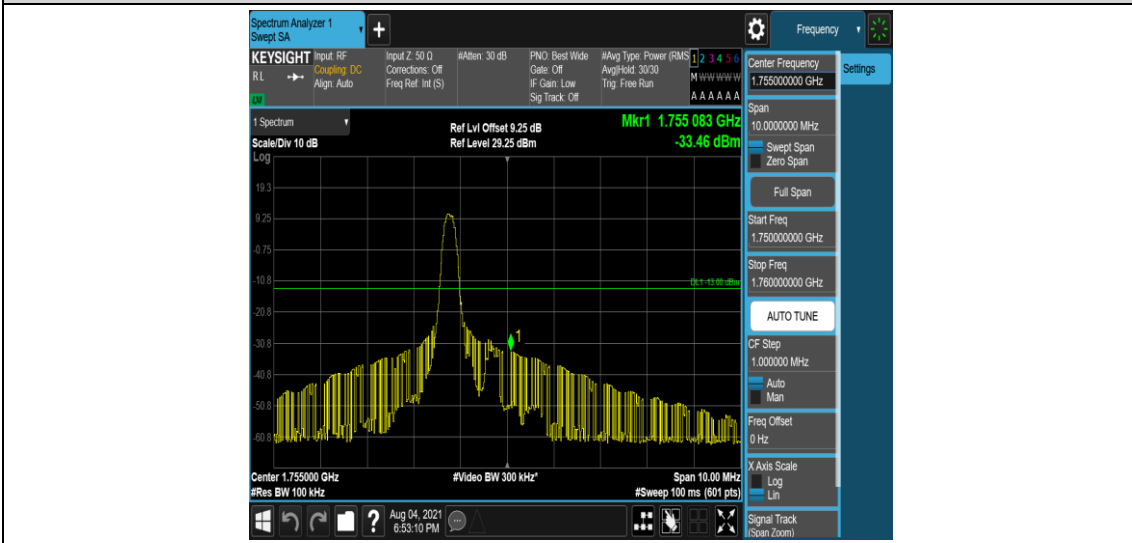 Spectrum Analyzer 1
Swept SA
+
Frequency
KEYSIGHT
RL
LXI
Input: RF
Coupling: DC
Align: Auto
Input Z: 50 Ω
Corrections: Off
Freq Ref: Int (S)
#Atten: 30 dB
PNO: Best Wide
Gate: Off
IF Gain: Low
Sig Track: Off
#Avg Type: Power (RMS
Avg|Hold: 30/30
Trig: Free Run
1 2 3 4 5 6
M W W W W W
A A A A A A
1 Spectrum
Scale/Div 10 dB
Log
Ref Lvl Offset 9.25 dB
Ref Level 29.25 dBm
Mkr1 1.755 083 GHz
-33.46 dBm
19.3
9.25
-0.75
-10.8
-20.8
-30.8
-40.8
-50.8
-60.8
DL1 -13.00 dBm
1
Center 1.755000 GHz
#Res BW 100 kHz
#Video BW 300 kHz*
Span 10.00 MHz
#Sweep 100 ms (601 pts)
Center Frequency
1.755000000 GHz
Span
10.0000000 MHz
Swept Span
Zero Span
Full Span
Start Freq
1.750000000 GHz
Stop Freq
1.760000000 GHz
AUTO TUNE
CF Step
1.000000 MHz
Auto
Man
Freq Offset
0 Hz
X Axis Scale
Log
Lin
Signal Track
(Span Zoom)
Settings
?
Aug 04, 2021
6:53:10 PM